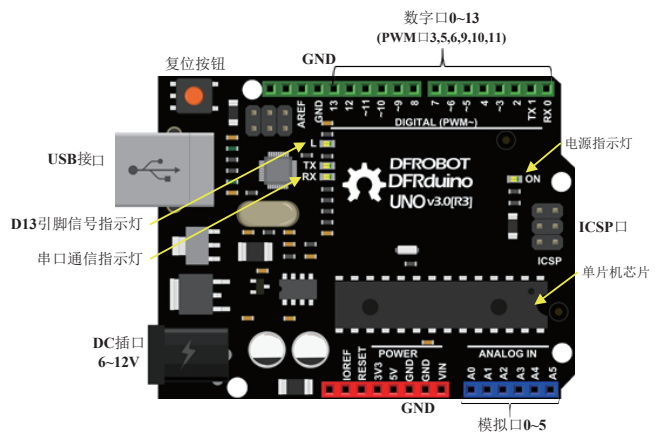 数字口0~13
(PWM口3,5,6,9,10,11)
GND
复位按钮
AREF
GND
13
12
~11
~10
~9
8
7
~6
~5
4
~3
2
TX 1
RX 0
DIGITAL (PWM~)
电源指示灯
USB接口
L
TX
RX
DFROBOT
DFRduino
UNO v3.0[R3]
ON
D13引脚信号指示灯
ICSP口
串口通信指示灯
ICSP
单片机芯片
DC插口
6~12V
POWER
ANALOG IN
IOREF
RESET
3V3
5V
GND
GND
VIN
A0
A1
A2
A3
A4
A5
GND
模拟口0~5